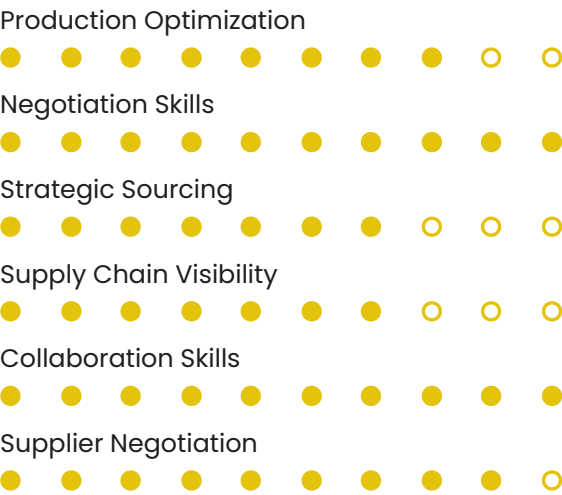 Production Optimization
Negotiation Skills
Strategic Sourcing
Supply Chain Visibility
Collaboration Skills
Supplier Negotiation